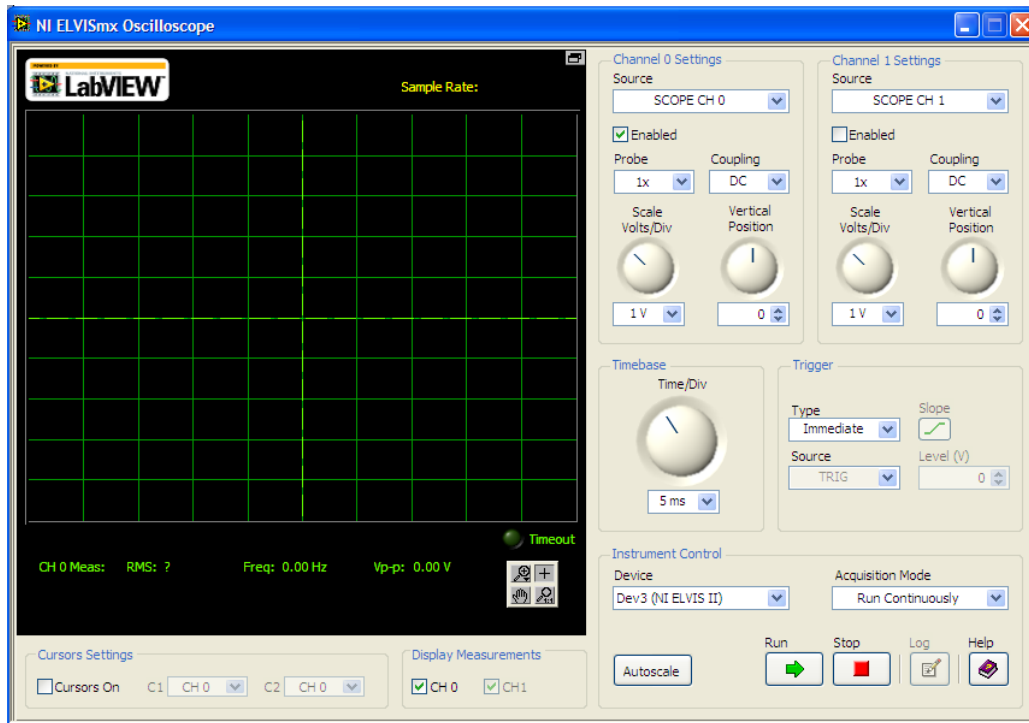 NI ELVISmx Oscilloscope
POWERED BY
LabVIEW
Sample Rate:
Timeout
CH 0 Meas: RMS: ? Freq: 0.00 Hz Vp-p: 0.00 V
Cursors Settings
Cursors On C1 CH 0 C2 CH 0
Display Measurements
CH 0 CH1
Channel 0 Settings
Source
SCOPE CH 0
Enabled
Probe Coupling
1x DC
Scale
Volts/Div
Vertical
Position
1 V 0
Channel 1 Settings
Source
SCOPE CH 1
Enabled
Probe Coupling
1x DC
Scale
Volts/Div
Vertical
Position
1 V 0
Timebase
Time/Div
5 ms
Trigger
Type Slope
Immediate
Source Level (V)
TRIG 0
Instrument Control
Device Acquisition Mode
Dev3 (NI ELVIS II) Run Continuously
Run Stop Log Help
Autoscale